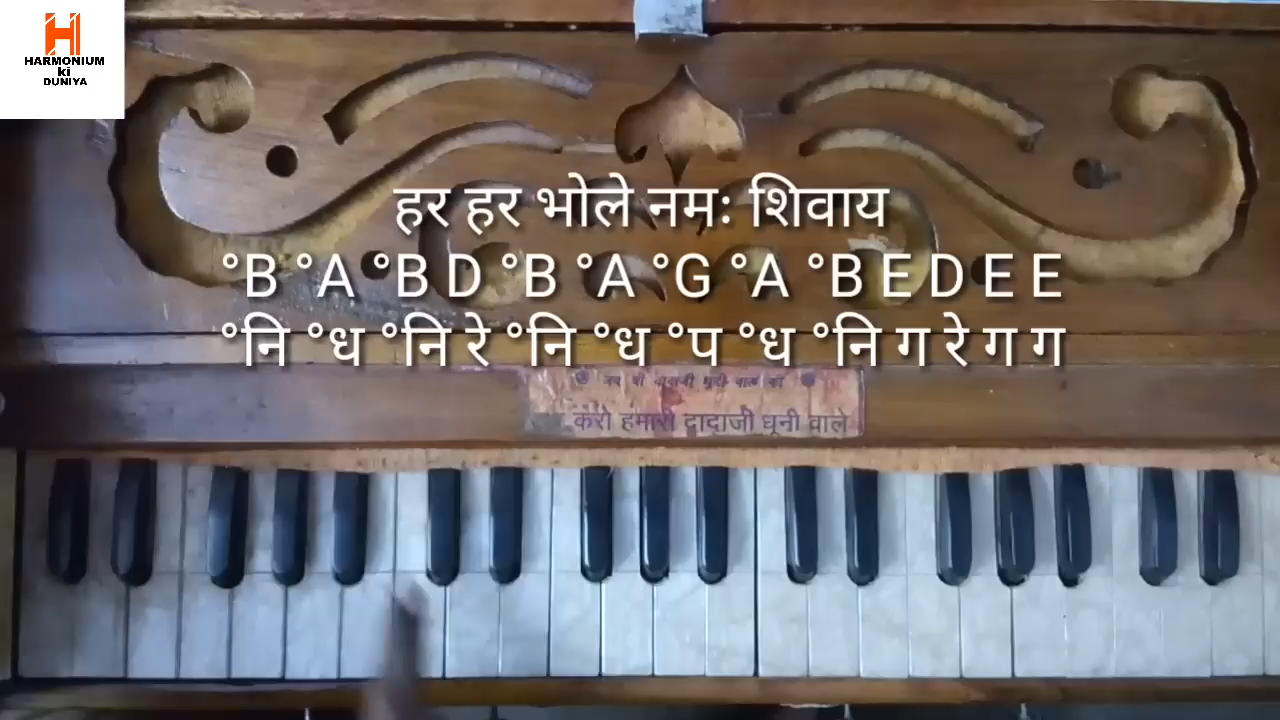 HARMONIUM
ki
DUNIYA
हर हर भोले नमः शिवाय
°B °A °B D °B °A °G °A °B E D E E
°नि °ध °नि रे °नि °ध °प °ध °नि ग रे ग ग
करो हमारी दादाजी धूनी वाले